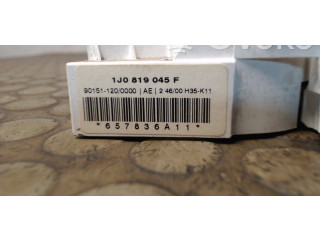 1J0 819 045 F
90151-120/0000 | AE | 2 46/00 H35-K11
*657836A11*